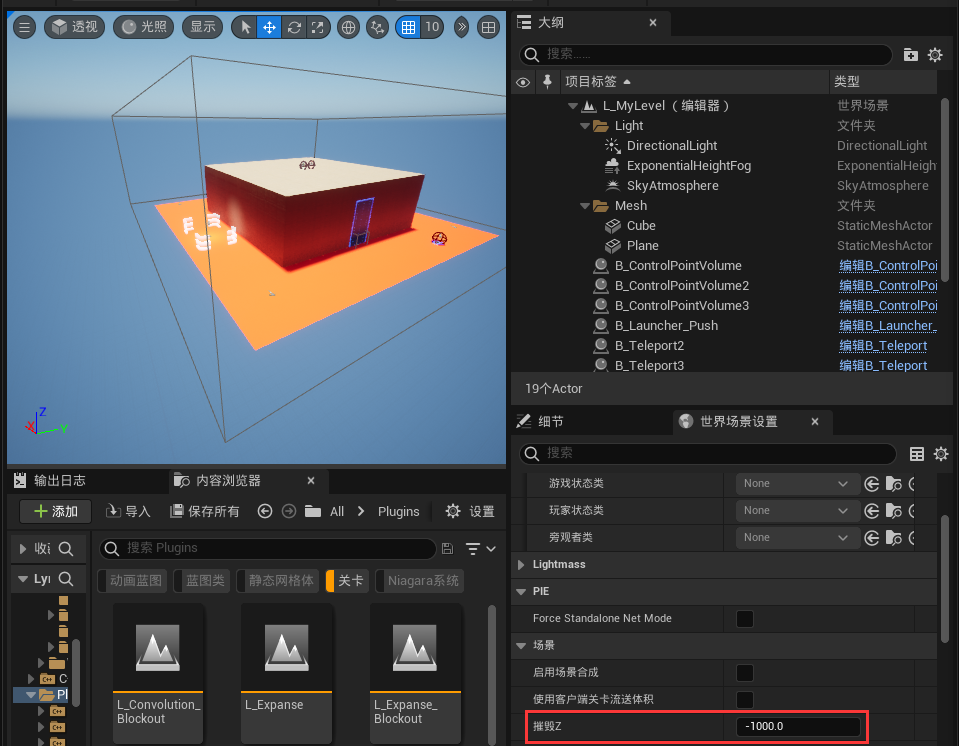 透视
光照
显示
10
Z
X
Y
大纲
搜索......
项目标签
类型
L_MyLevel（编辑器）
世界场景
Light
文件夹
DirectionalLight
DirectionalLight
ExponentialHeightFog
ExponentialHeigh
SkyAtmosphere
SkyAtmosphere
Mesh
文件夹
Cube
StaticMeshActor
Plane
StaticMeshActor
B_ControlPointVolume
编辑B_ControlPoi
B_ControlPointVolume2
编辑B_ControlPoi
B_ControlPointVolume3
编辑B_ControlPoi
B_Launcher_Push
编辑B_Launcher_
B_Teleport2
编辑B_Teleport
B_Teleport3
编辑B_Teleport
19个Actor
细节
世界场景设置
搜索
游戏状态类
None
玩家状态类
None
旁观者类
None
Lightmass
PIE
Force Standalone Net Mode
场景
启用场景合成
使用客户端关卡流送体积
摧毁Z
-1000.0
输出日志
内容浏览器
添加
导入
保存所有
All
Plugins
设置
搜索 Plugins
Ly
动画蓝图
蓝图类
静态网格体
关卡
Niagara系统
C
Pl
L_Convolution_
Blockout
L_Expanse
L_Expanse_
Blockout